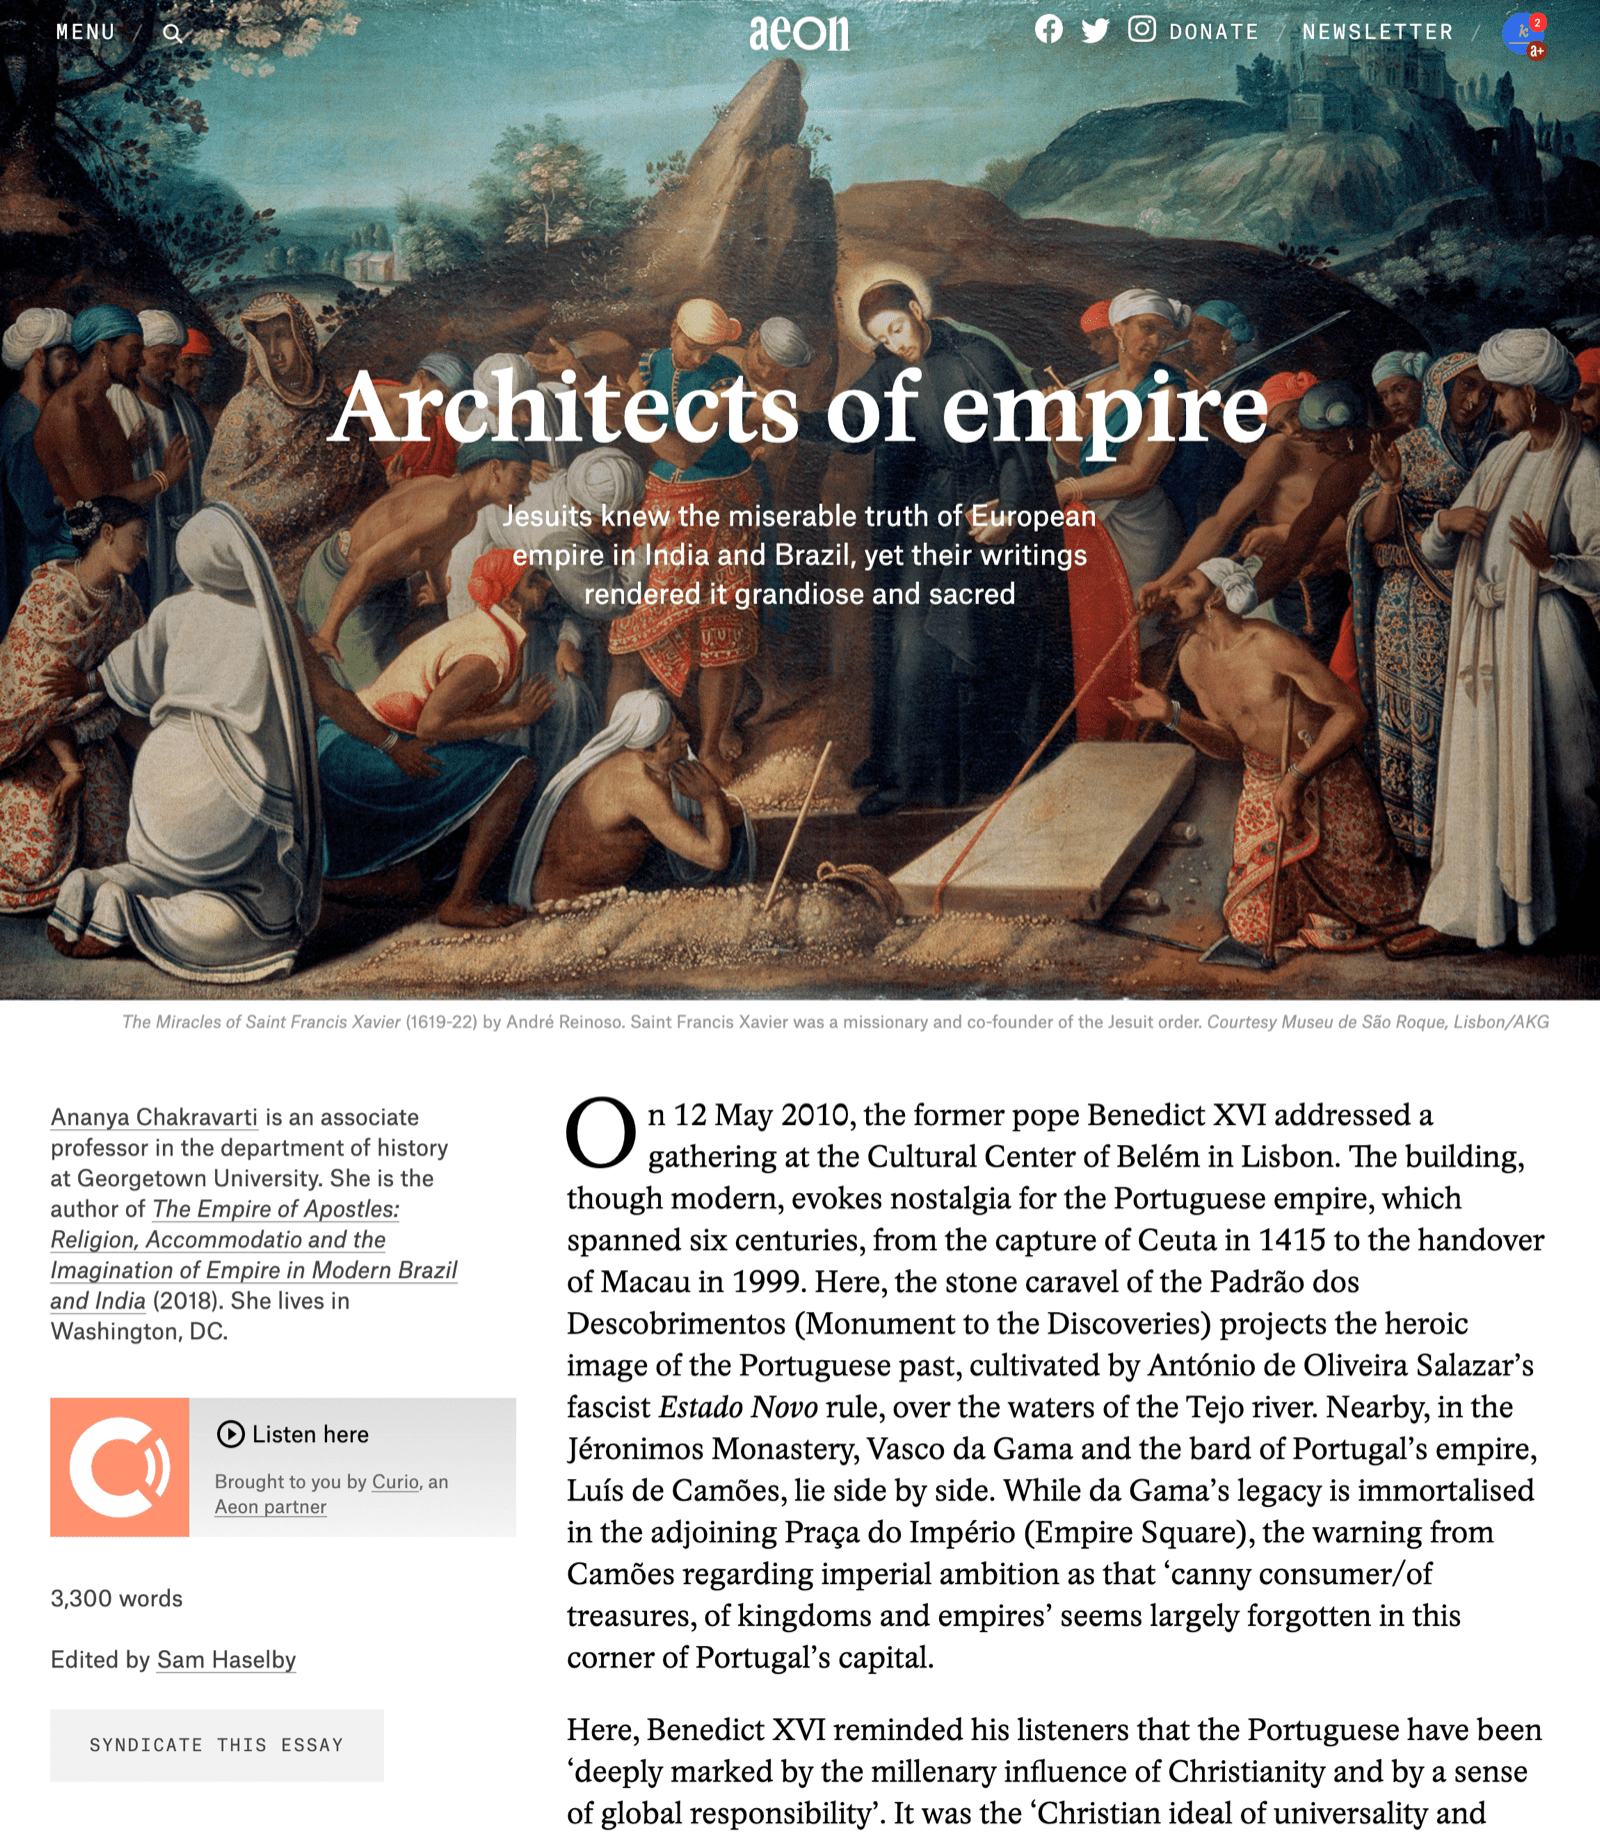 MENU / aeon DONATE / NEWSLETTER / 2
a+
Architects of empire
Jesuits knew the miserable truth of European
empire in India and Brazil, yet their writings
rendered it grandiose and sacred
The Miracles of Saint Francis Xavier (1619-22) by André Reinoso. Saint Francis Xavier was a missionary and co-founder of the Jesuit order. Courtesy Museu de São Roque, Lisbon/AKG
Ananya Chakravarti is an associate
professor in the department of history
at Georgetown University. She is the
author of The Empire of Apostles:
Religion, Accommodatio and the
Imagination of Empire in Modern Brazil
and India (2018). She lives in
Washington, DC.
Listen here
Brought to you by Curio, an
Aeon partner
3,300 words
Edited by Sam Haselby
SYNDICATE THIS ESSAY
On 12 May 2010, the former pope Benedict XVI addressed a
gathering at the Cultural Center of Belém in Lisbon. The building,
though modern, evokes nostalgia for the Portuguese empire, which
spanned six centuries, from the capture of Ceuta in 1415 to the handover
of Macau in 1999. Here, the stone caravel of the Padrão dos
Descobrimentos (Monument to the Discoveries) projects the heroic
image of the Portuguese past, cultivated by António de Oliveira Salazar’s
fascist Estado Novo rule, over the waters of the Tejo river. Nearby, in the
Jéronimos Monastery, Vasco da Gama and the bard of Portugal’s empire,
Luís de Camões, lie side by side. While da Gama’s legacy is immortalised
in the adjoining Praça do Império (Empire Square), the warning from
Camões regarding imperial ambition as that ‘canny consumer/of
treasures, of kingdoms and empires’ seems largely forgotten in this
corner of Portugal’s capital.
Here, Benedict XVI reminded his listeners that the Portuguese have been
‘deeply marked by the millenary influence of Christianity and by a sense
of global responsibility’. It was the ‘Christian ideal of universality and